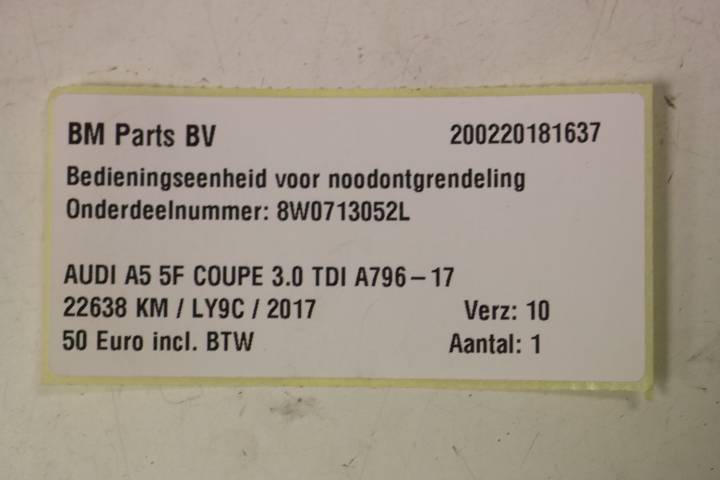 BM Parts BV 200220181637
Bedieningseenheid voor noodontgrendeling
Onderdeelnummer: 8W0713052L
AUDI A5 5F COUPE 3.0 TDI A796-17
22638 KM / LY9C / 2017 Verz: 10
50 Euro incl. BTW Aantal: 1